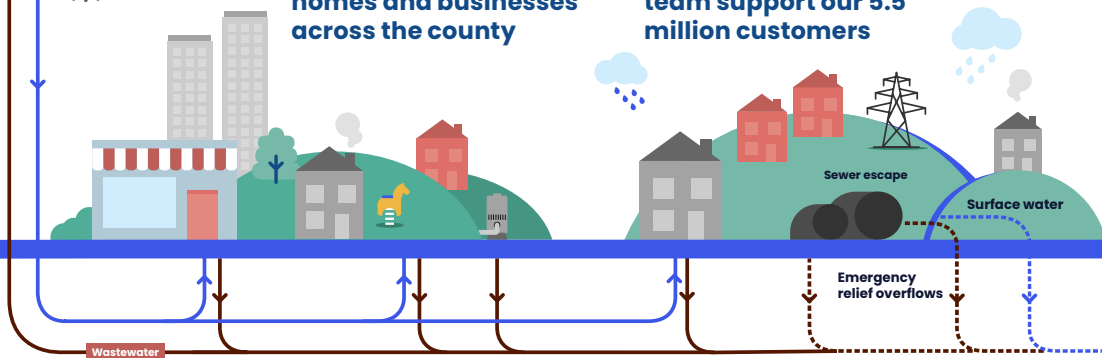 homes and businesses
across the county
team support our 5.5
million customers
Sewer escape
Surface water
Emergency
relief overflows
Wastewater